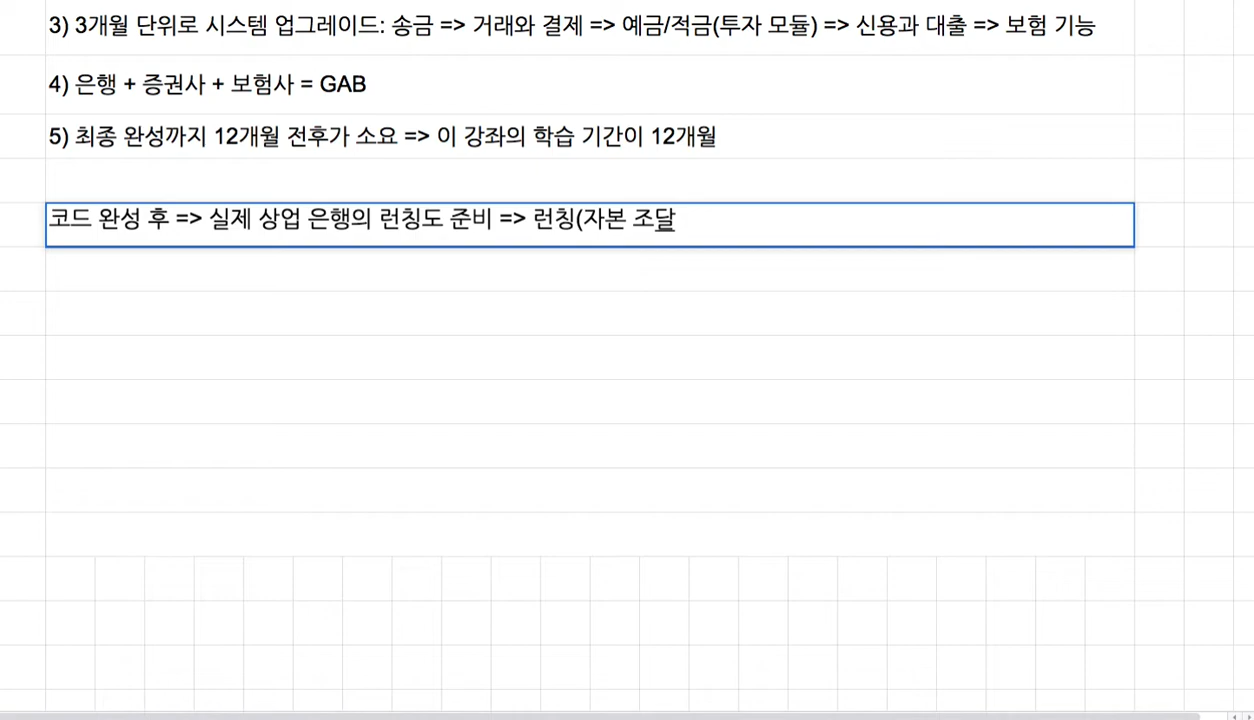 3) 3개월 단위로 시스템 업그레이드: 송금 => 거래와 결제 => 예금/적금(투자 모듈) => 신용과 대출 => 보험 기능
4) 은행 + 증권사 + 보험사 = GAB
5) 최종 완성까지 12개월 전후가 소요 => 이 강좌의 학습 기간이 12개월
코드 완성 후 => 실제 상업 은행의 런칭도 준비 => 런칭(자본 조달